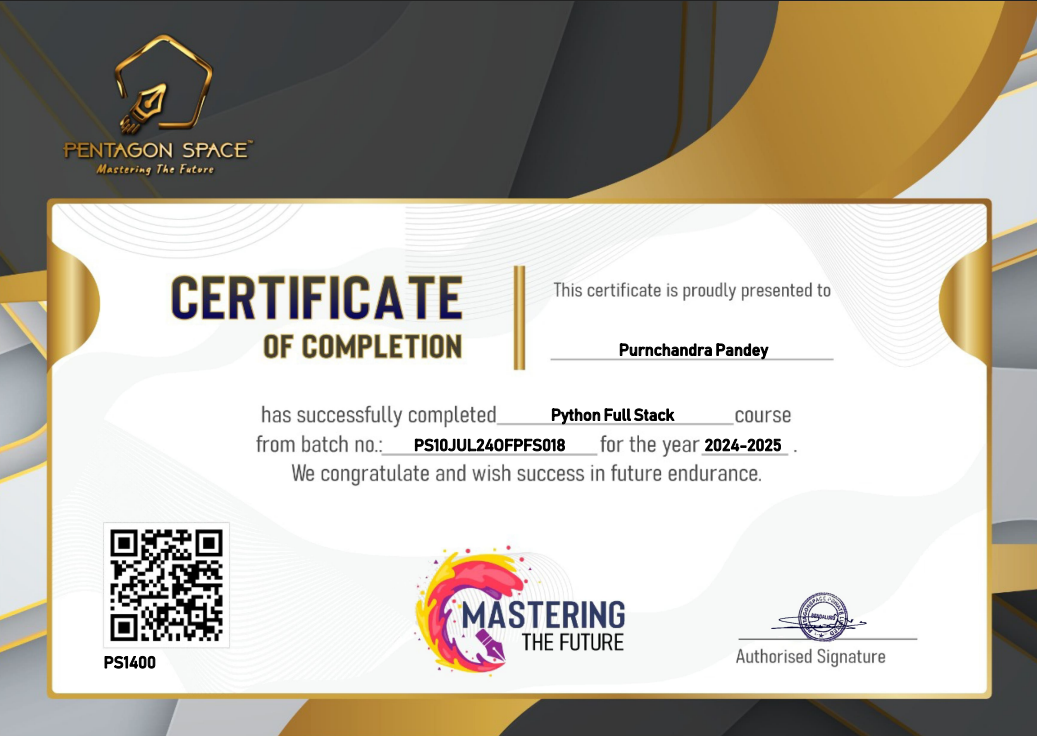 PENTAGON SPACE™
Mastering The Future
CERTIFICATE
OF COMPLETION
This certificate is proudly presented to
Purnchandra Pandey
has successfully completed Python Full Stack course
from batch no.: PS10JUL24OFPFS018 for the year 2024-2025 .
We congratulate and wish success in future endurance.
PS1400
MASTERING
THE FUTURE
Authorised Signature